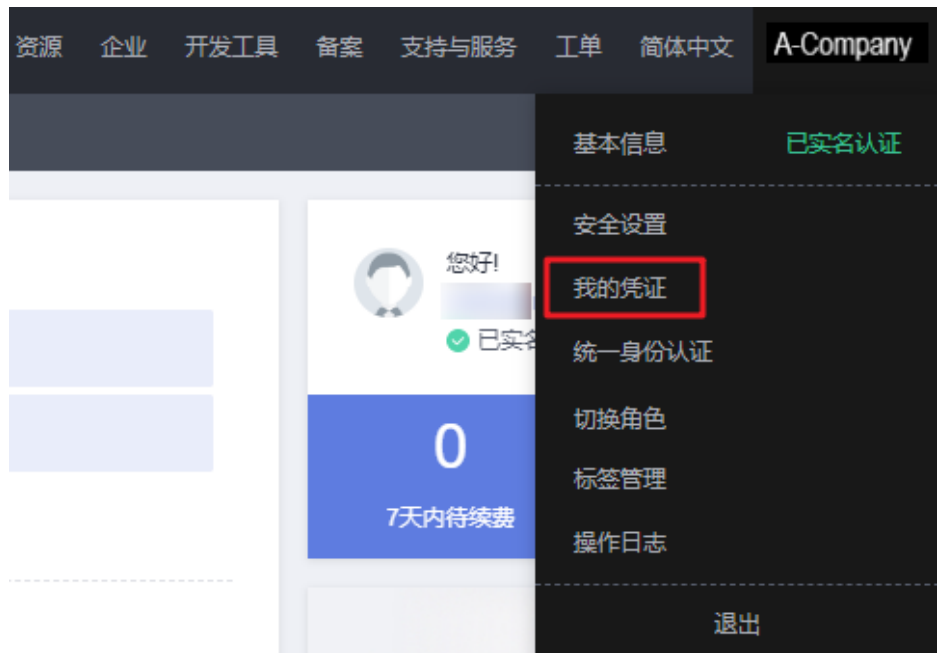 资源 企业 开发工具 备案 支持与服务 工单 简体中文 A-Company
基本信息 已实名认证
安全设置
您好!
我的凭证
已实名
统一身份认证
切换角色
0
标签管理
7天内待续费
操作日志
退出